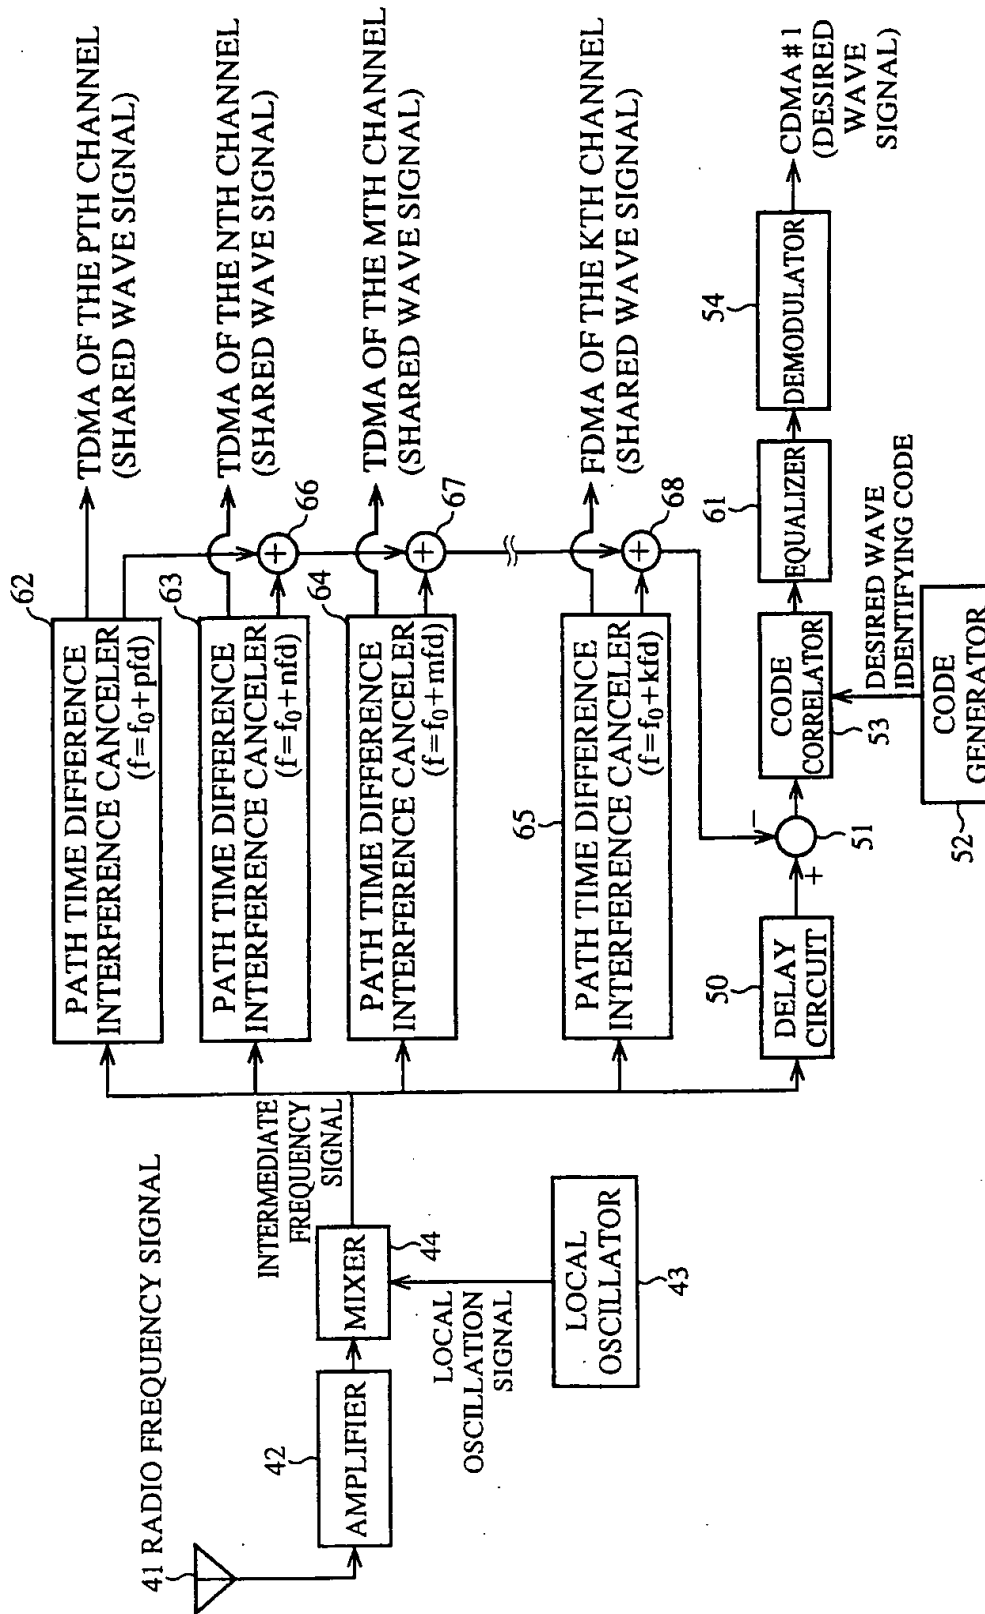 41 RADIO FREQUENCY SIGNAL
42
AMPLIFIER
MIXER
44
LOCAL
OSCILLATION
SIGNAL
LOCAL
OSCILLATOR
43
INTERMEDIATE
FREQUENCY
SIGNAL
62
PATH TIME DIFFERENCE
INTERFERENCE CANCELER
(f=f₀+pfd)
TDMA OF THE PTH CHANNEL
(SHARED WAVE SIGNAL)
63
PATH TIME DIFFERENCE
INTERFERENCE CANCELER
(f=f₀+nfd)
+
66
TDMA OF THE NTH CHANNEL
(SHARED WAVE SIGNAL)
64
PATH TIME DIFFERENCE
INTERFERENCE CANCELER
(f=f₀+mfd)
+
67
TDMA OF THE MTH CHANNEL
(SHARED WAVE SIGNAL)
65
PATH TIME DIFFERENCE
INTERFERENCE CANCELER
(f=f₀+kfd)
+
68
FDMA OF THE KTH CHANNEL
(SHARED WAVE SIGNAL)
50
DELAY
CIRCUIT
+
−
51
CODE
CORRELATOR
53
61
EQUALIZER
54
DEMODULATOR
CDMA#1
(DESIRED
WAVE
SIGNAL)
DESIRED WAVE
IDENTIFYING CODE
52
CODE
GENERATOR